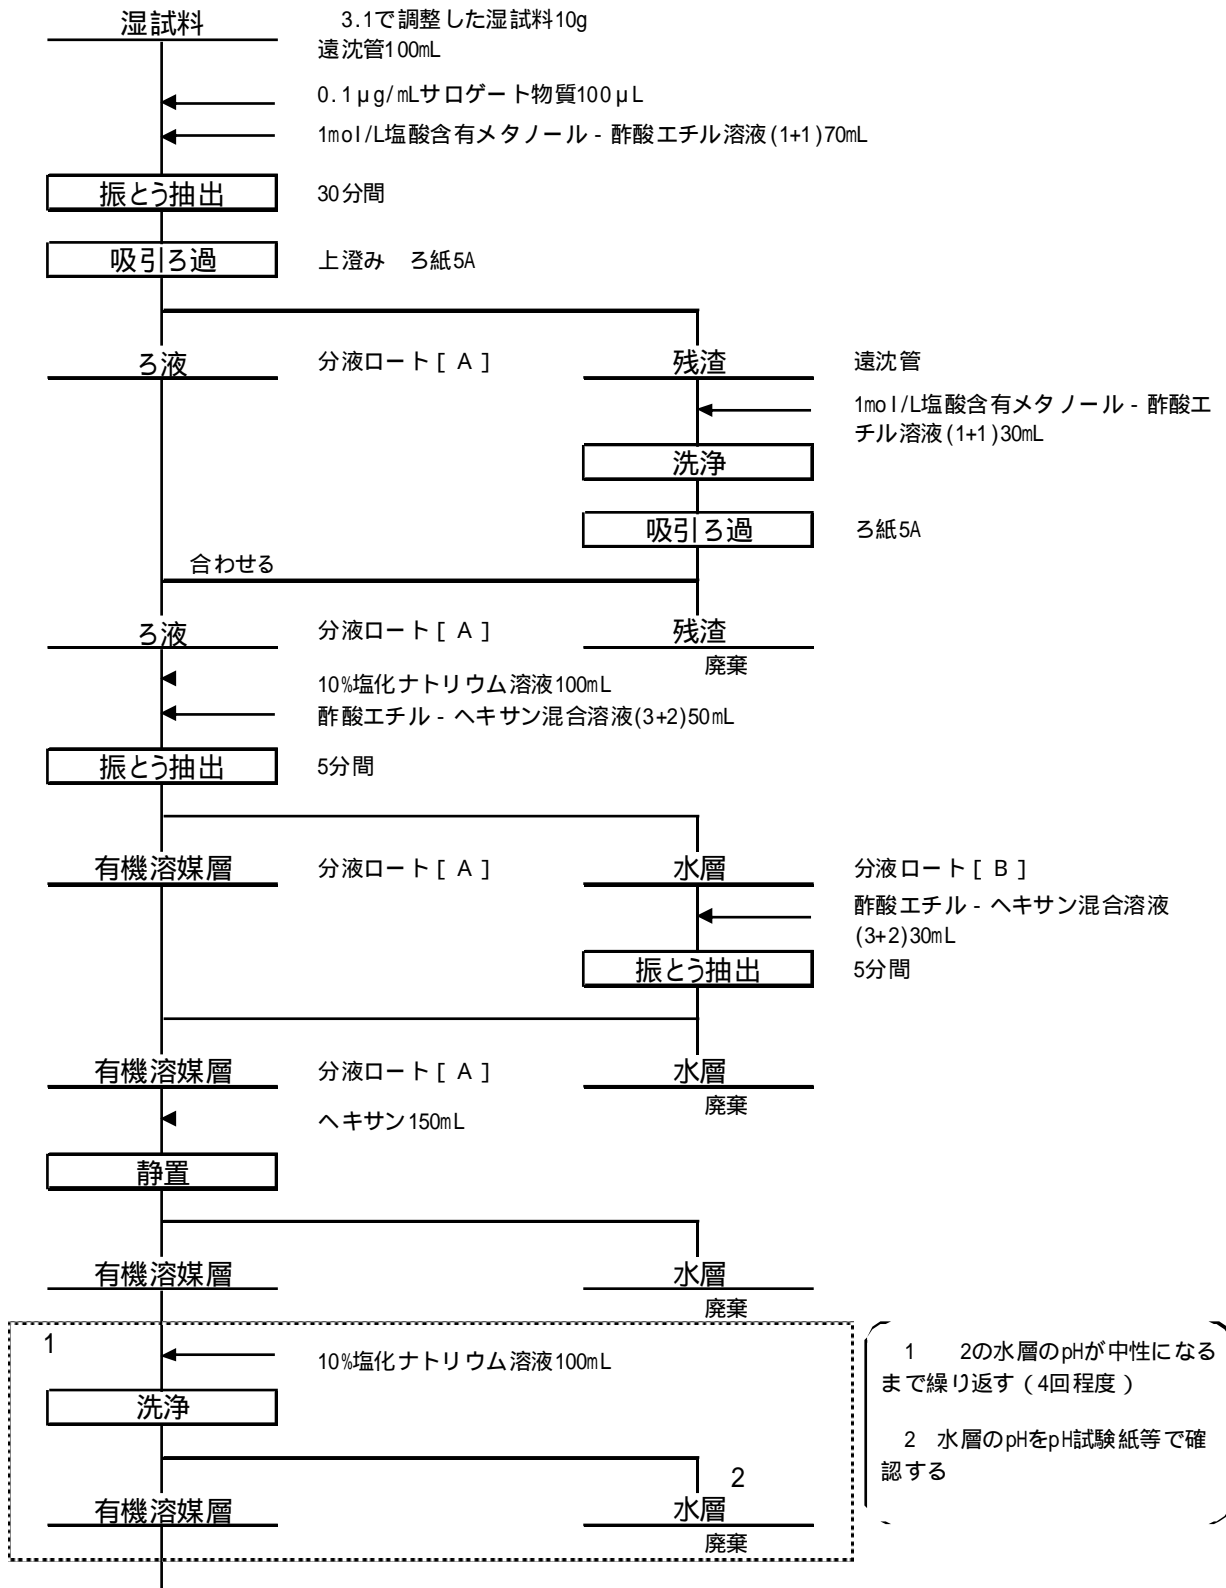 湿試料
3.1で調整した湿試料10g
遠沈管100mL
0.1μg/mLサロゲート物質100μL
1mol/L塩酸含有メタノール - 酢酸エチル溶液(1+1)70mL
振とう抽出
30分間
吸引ろ過
上澄み　ろ紙5A
ろ液
分液ロート[ A ]
残渣
遠沈管
1mol/L塩酸含有メタノール - 酢酸エ
チル溶液(1+1)30mL
洗浄
吸引ろ過
ろ紙5A
合わせる
ろ液
分液ロート[ A ]
残渣
廃棄
10%塩化ナトリウム溶液100mL
酢酸エチル - ヘキサン混合溶液(3+2)50mL
振とう抽出
5分間
有機溶媒層
分液ロート[ A ]
水層
分液ロート[ B ]
酢酸エチル - ヘキサン混合溶液
(3+2)30mL
振とう抽出
5分間
有機溶媒層
分液ロート[ A ]
水層
廃棄
ヘキサン150mL
静置
有機溶媒層
水層
廃棄
1
10%塩化ナトリウム溶液100mL
洗浄
2
有機溶媒層
水層
廃棄
1　2の水層のpHが中性になる
まで繰り返す（4回程度）
2　水層のpHをpH試験紙等で確
認する